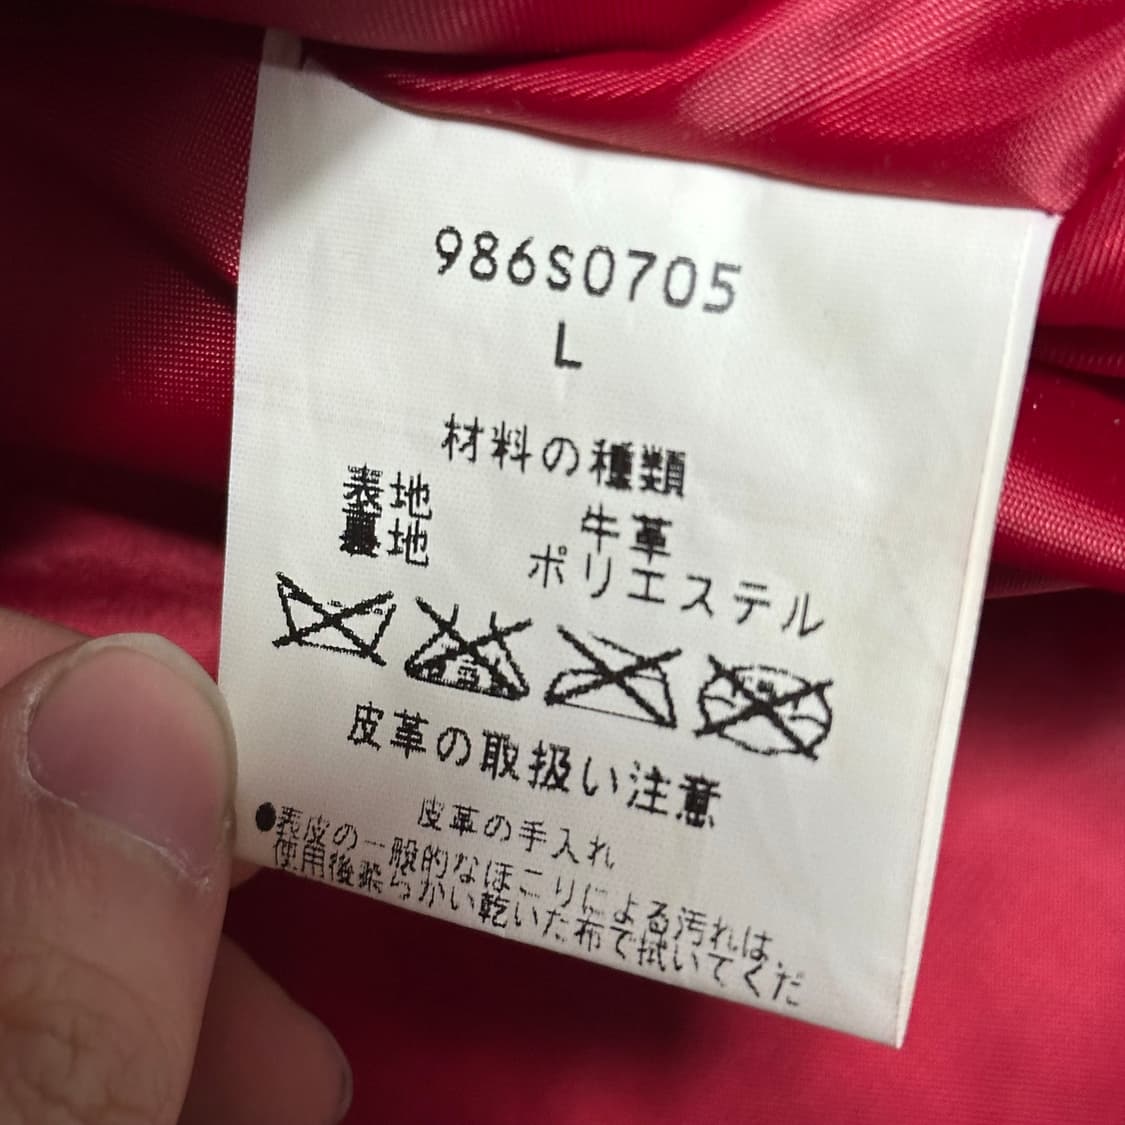 986S0705
L
材料の種類
表地 牛革
裏地 ポリエステル
皮革の取扱い注意
皮革の手入れ
●表皮の一般的なほこりによる汚れは
使用後柔らかい乾いた布で拭いてくだ